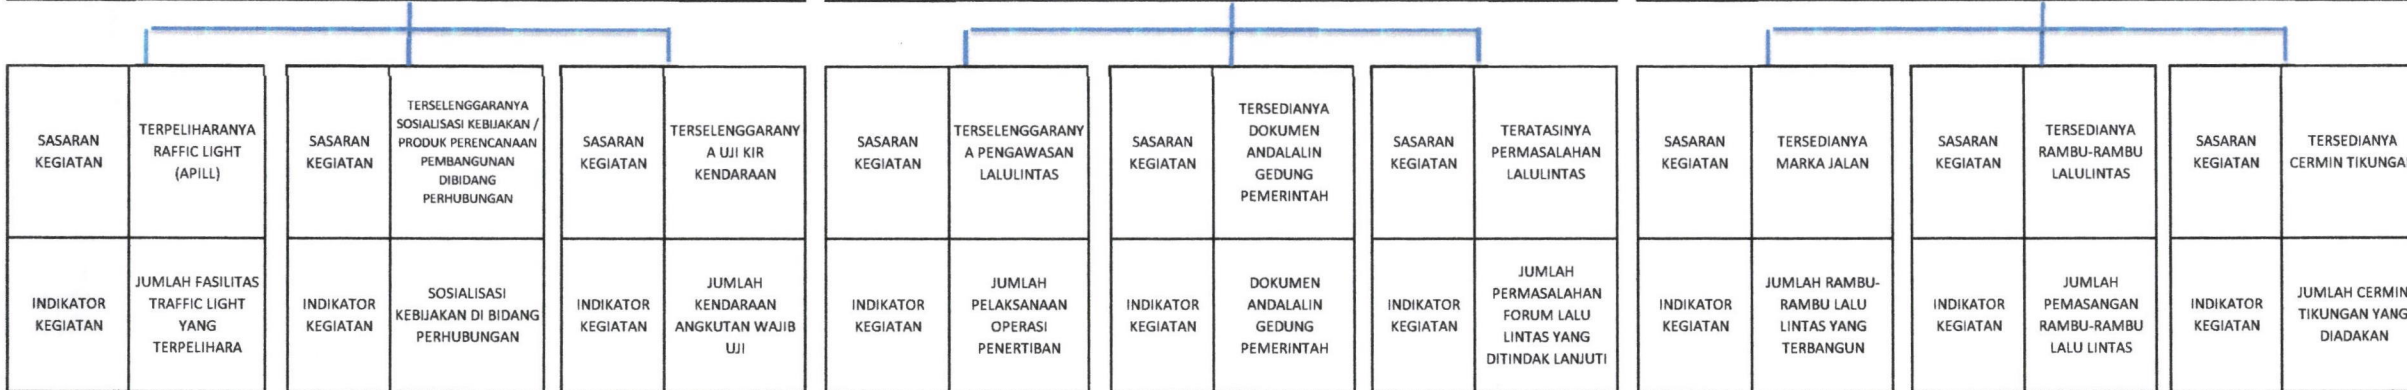 SASARAN
KEGIATAN
TERPELIHARANYA
RAFFIC LIGHT
(APILL)
INDIKATOR
KEGIATAN
JUMLAH FASILITAS
TRAFFIC LIGHT
YANG
TERPELIHARA
SASARAN
KEGIATAN
TERSELENGGARANYA
SOSIALISASI KEBIJAKAN /
PRODUK PERENCANAAN
PEMBANGUNAN
DIBIDANG
PERHUBUNGAN
INDIKATOR
KEGIATAN
SOSIALISASI
KEBIJAKAN DI BIDANG
PERHUBUNGAN
SASARAN
KEGIATAN
TERSELENGGARANY
A UJI KIR
KENDARAAN
INDIKATOR
KEGIATAN
JUMLAH
KENDARAAN
ANGKUTAN WAJIB
UJI
SASARAN
KEGIATAN
TERSELENGGARANY
A PENGAWASAN
LALULINTAS
INDIKATOR
KEGIATAN
JUMLAH
PELAKSANAAN
OPERASI
PENERTIBAN
SASARAN
KEGIATAN
TERSEDIANYA
DOKUMEN
ANDALALIN
GEDUNG
PEMERINTAH
INDIKATOR
KEGIATAN
DOKUMEN
ANDALALIN
GEDUNG
PEMERINTAH
SASARAN
KEGIATAN
TERATASINYA
PERMASALAHAN
LALULINTAS
INDIKATOR
KEGIATAN
JUMLAH
PERMASALAHAN
FORUM LALU
LINTAS YANG
DITINDAK LANJUTI
SASARAN
KEGIATAN
TERSEDIANYA
MARKA JALAN
INDIKATOR
KEGIATAN
JUMLAH RAMBU-
RAMBU LALU
LINTAS YANG
TERBANGUN
SASARAN
KEGIATAN
TERSEDIANYA
RAMBU-RAMBU
LALULINTAS
INDIKATOR
KEGIATAN
JUMLAH
PEMASANGAN
RAMBU-RAMBU
LALU LINTAS
SASARAN
KEGIATAN
TERSEDIANYA
CERMIN TIKUNGA
INDIKATOR
KEGIATAN
JUMLAH CERMIN
TIKUNGAN YANG
DIADAKAN